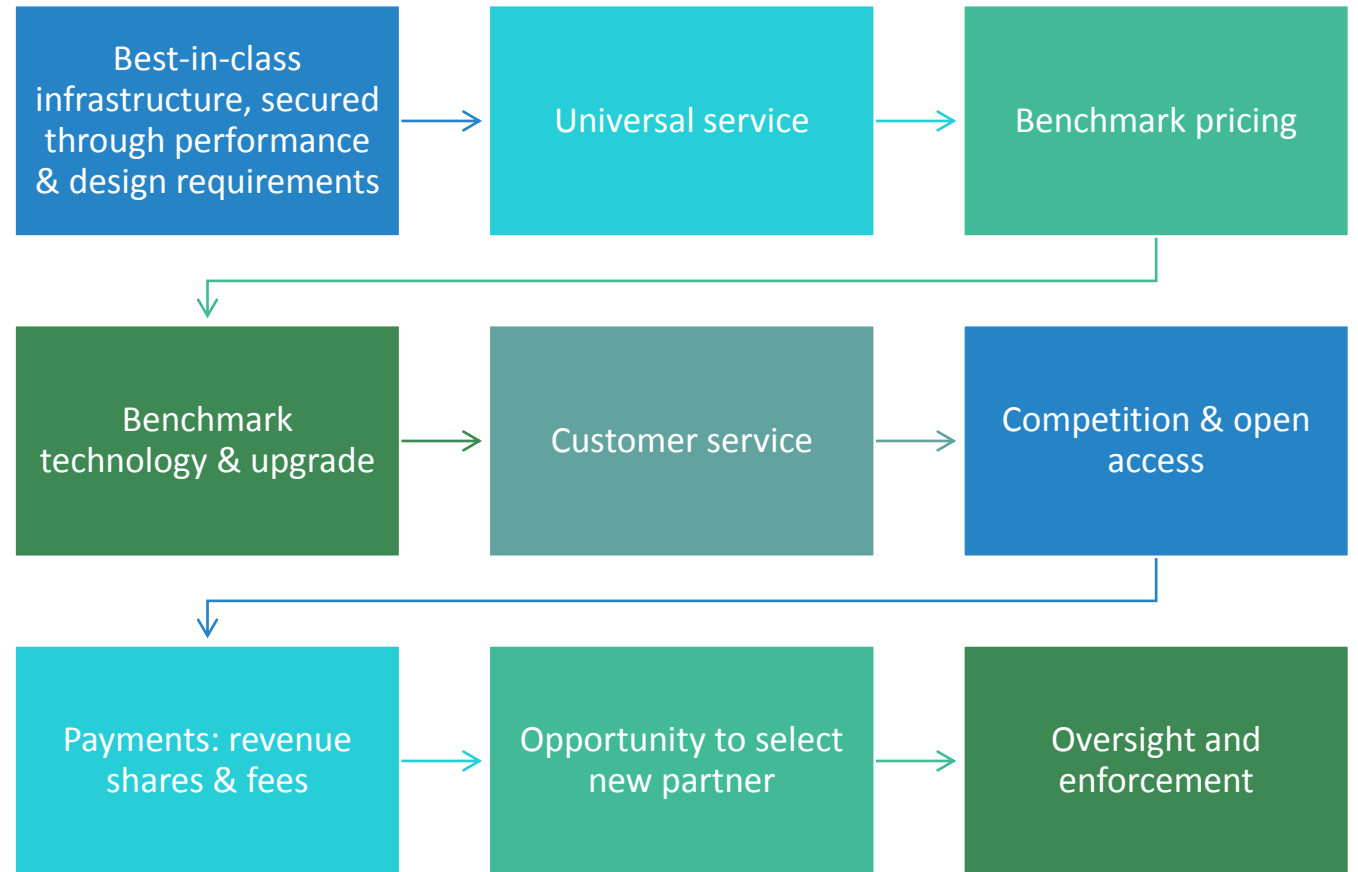 Best-in-class
infrastructure, secured
through performance
& design requirements
Universal service
Benchmark pricing
Benchmark
technology & upgrade
Customer service
Competition & open
access
Payments: revenue
shares & fees
Opportunity to select
new partner
Oversight and
enforcement